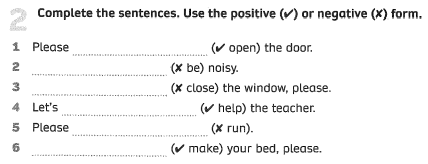 2 Complete the sentences. Use the positive (✔) or negative (✘) form.
1 Please ........................ (✔ open) the door.
2 ........................ (✘ be) noisy.
3 ........................ (✘ close) the window, please.
4 Let's ........................ (✔ help) the teacher.
5 Please ........................ (✘ run).
6 ........................ (✔ make) your bed, please.